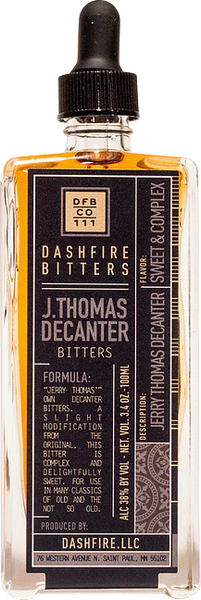 DFB
CO
111
DASHFIRE
BITTERS
J.THOMAS
DECANTER
BITTERS
FORMULA:
"JERRY THOMAS'"
OWN DECANTER
BITTERS. A
SLIGHT
MODIFICATION
FROM THE
ORIGINAL. THIS
BITTER IS
COMPLEX AND
DELIGHTFULLY
SWEET. FOR USE
IN MANY CLASSICS
OF OLD AND THE
NOT SO OLD.
PRODUCED BY:
ALC 38% BY VOL · NET. VOL. 3.4 OZ -100ML
FLAVOR:
SWEET & COMPLEX
DESCRIPTION:
JERRY THOMAS DECANTER
DASHFIRE.LLC
76 WESTERN AVENUE N. SAINT PAUL, MN 55102